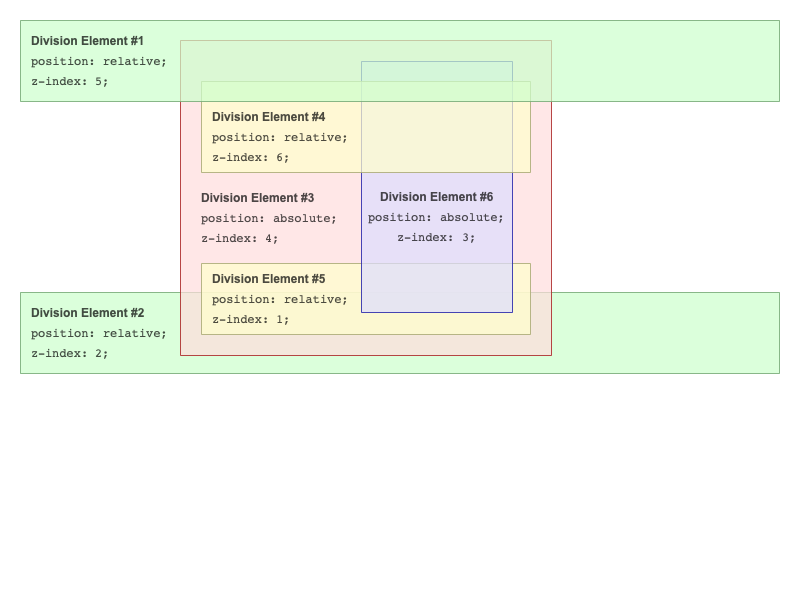 Division Element #1
position: relative;
z-index: 5;
Division Element #4
position: relative;
z-index: 6;
Division Element #3
position: absolute;
z-index: 4;
Division Element #6
position: absolute;
z-index: 3;
Division Element #5
position: relative;
z-index: 1;
Division Element #2
position: relative;
z-index: 2;